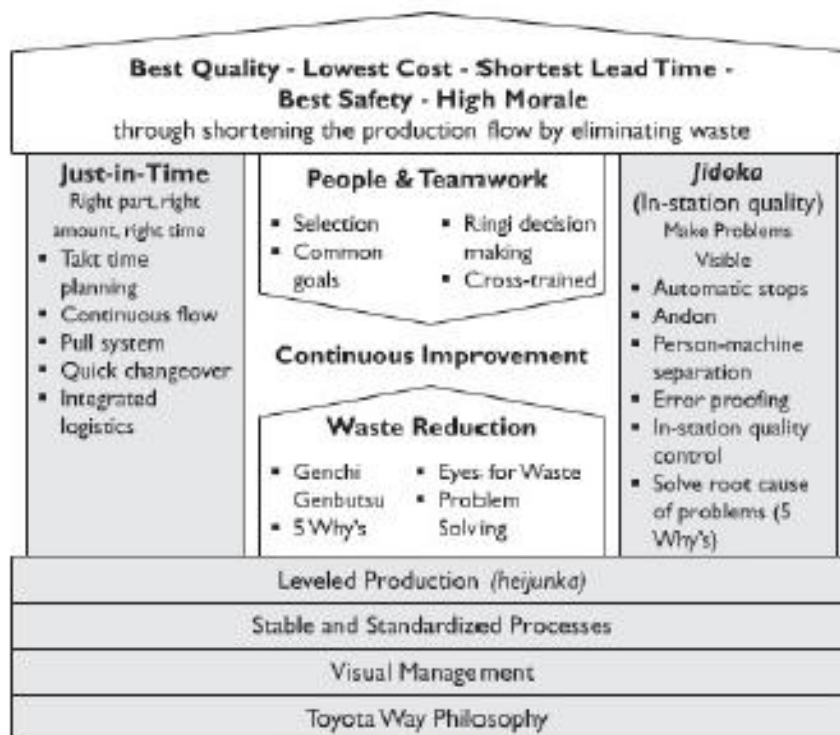 Best Quality - Lowest Cost - Shortest Lead Time -
Best Safety - High Morale
through shortening the production flow by eliminating waste
Just-in-Time
Right part, right
amount, right time
▪ Takt time
planning
▪ Continuous flow
▪ Pull system
▪ Quick changeover
▪ Integrated
logistics
People & Teamwork
▪ Selection
▪ Common
goals
▪ Ringi decision
making
▪ Cross-trained
Continuous Improvement
Waste Reduction
▪ Genchi
Genbutsu
▪ 5 Why's
▪ Eyes for Waste
▪ Problem
Solving
Jidoka
(In-station quality)
Make Problems
Visible
▪ Automatic stops
▪ Andon
▪ Person-machine
separation
▪ Error proofing
▪ In-station quality
control
▪ Solve root cause
of problems (5
Why's)
Leveled Production (heijunka)
Stable and Standardized Processes
Visual Management
Toyota Way Philosophy